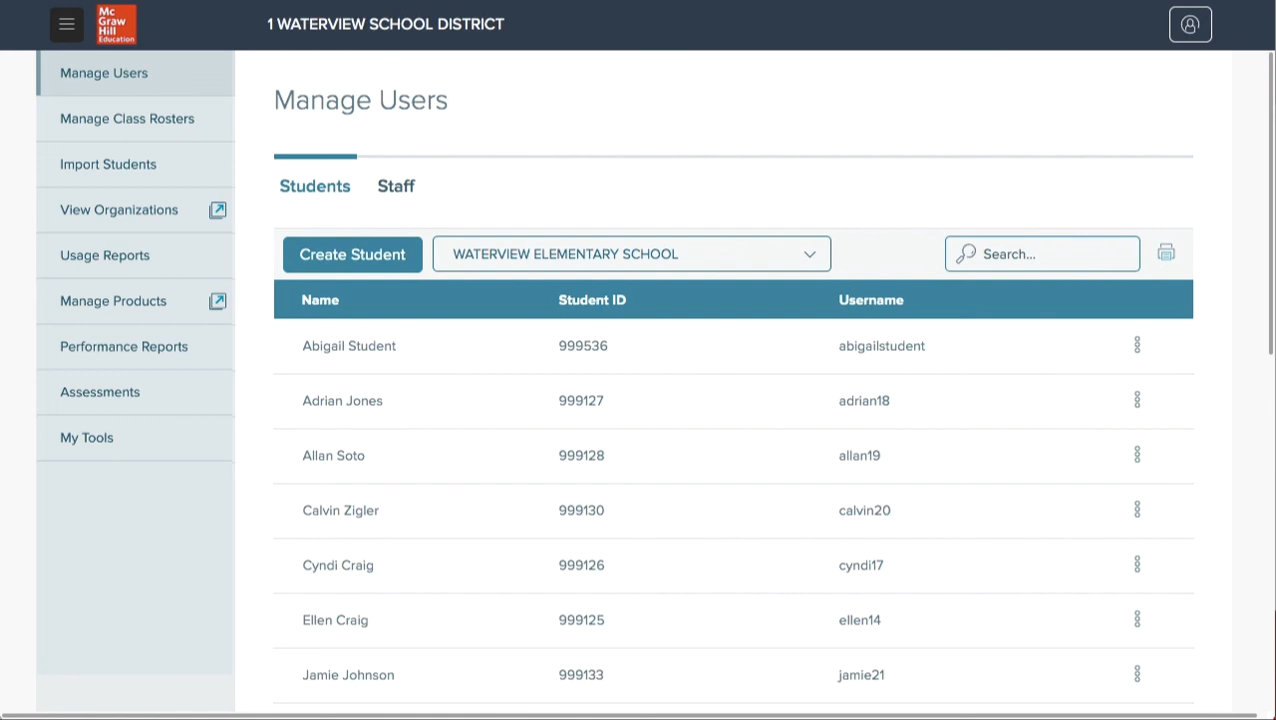 Mc
Graw
Hill
Education
1 WATERVIEW SCHOOL DISTRICT
Manage Users
Manage Class Rosters
Import Students
View Organizations
Usage Reports
Manage Products
Performance Reports
Assessments
My Tools
Manage Users
Students Staff
Create Student WATERVIEW ELEMENTARY SCHOOL Search...
Name Student ID Username
Abigail Student 999536 abigailstudent
Adrian Jones 999127 adrian18
Allan Soto 999128 allan19
Calvin Zigler 999130 calvin20
Cyndi Craig 999126 cyndi17
Ellen Craig 999125 ellen14
Jamie Johnson 999133 jamie21